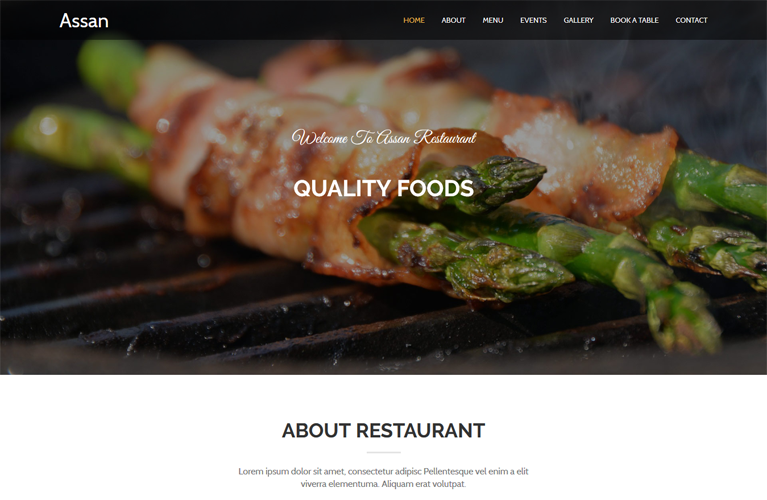 Assan
HOME ABOUT MENU EVENTS GALLERY BOOK A TABLE CONTACT
Welcome To Assan Restaurant
QUALITY FOODS
ABOUT RESTAURANT
Lorem ipsum dolor sit amet, consectetur adipisc Pellentesque vel enim a elit
viverra elementuma. Aliquam erat volutpat.